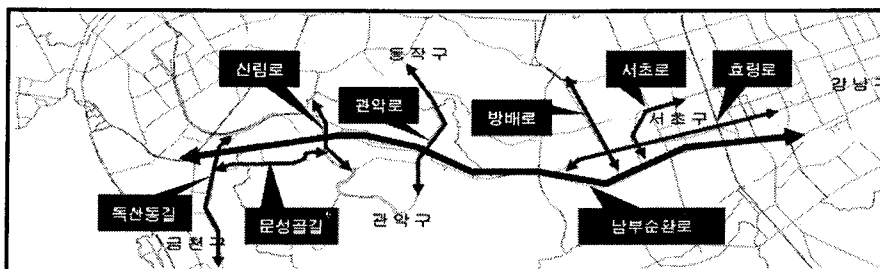 동작구
신림로
서초로
효령로
관악로
강남구
방배로
서초구
독산동길
문성골길
관악구
남부순환로
금천구